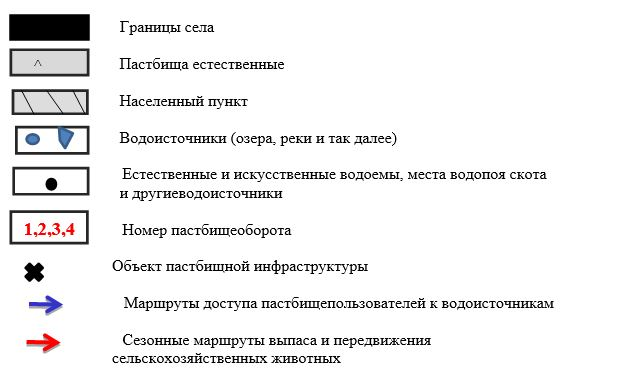 Границы села
^
Пастбища естественные
Населенный пункт
Водоисточники (озера, реки и так далее)
Естественные и искусственные водоемы, места водопоя скота
и другиеводоисточники
1,2,3,4
Номер пастбищеоборота
Объект пастбищной инфраструктуры
Маршруты доступа пастбищепользователей к водоисточникам
Сезонные маршруты выпаса и передвижения
сельскохозяйственных животных